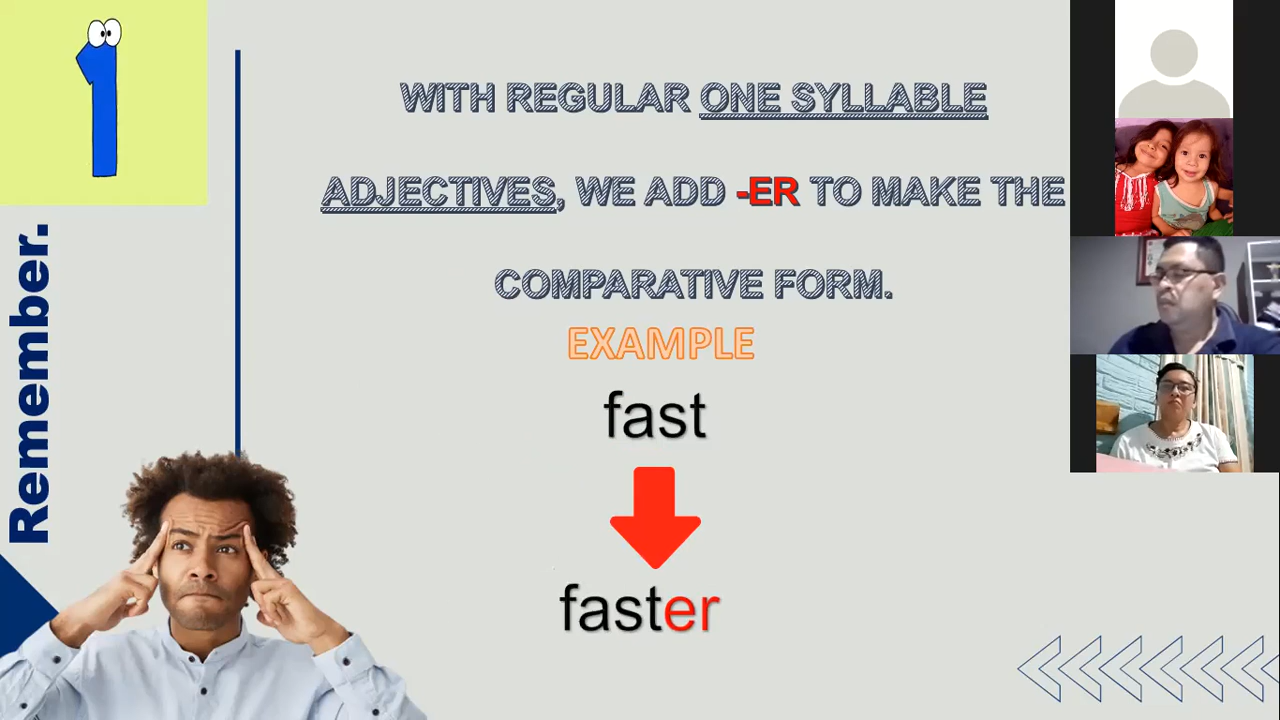 1
Remember.
WITH REGULAR ONE SYLLABLE
ADJECTIVES, WE ADD -ER TO MAKE THE
COMPARATIVE FORM.
EXAMPLE
fast
faster